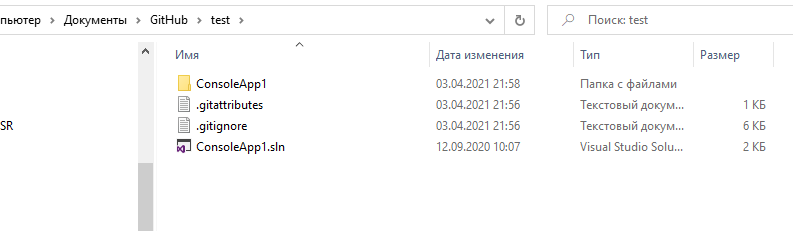 пьютер > Документы > GitHub > test >
Поиск: test
Имя Дата изменения Тип Размер
ConsoleApp1 03.04.2021 21:58 Папка с файлами
.gitattributes 03.04.2021 21:56 Текстовый докум... 1 КБ
SR
.gitignore 03.04.2021 21:56 Текстовый докум... 6 КБ
ConsoleApp1.sln 12.09.2020 10:07 Visual Studio Solu... 2 КБ